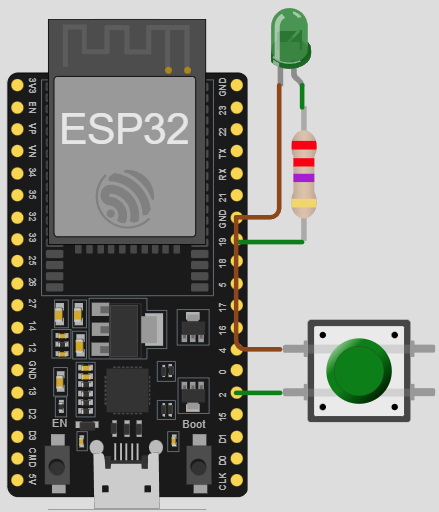 ESP32
3V3
EN
VP
VN
34
35
32
33
25
26
27
14
12
GND
13
D2
D3
CMD
5V
GND
23
22
TX
RX
21
GND
19
18
5
17
16
4
0
2
15
D1
D0
CLK
EN
Boot